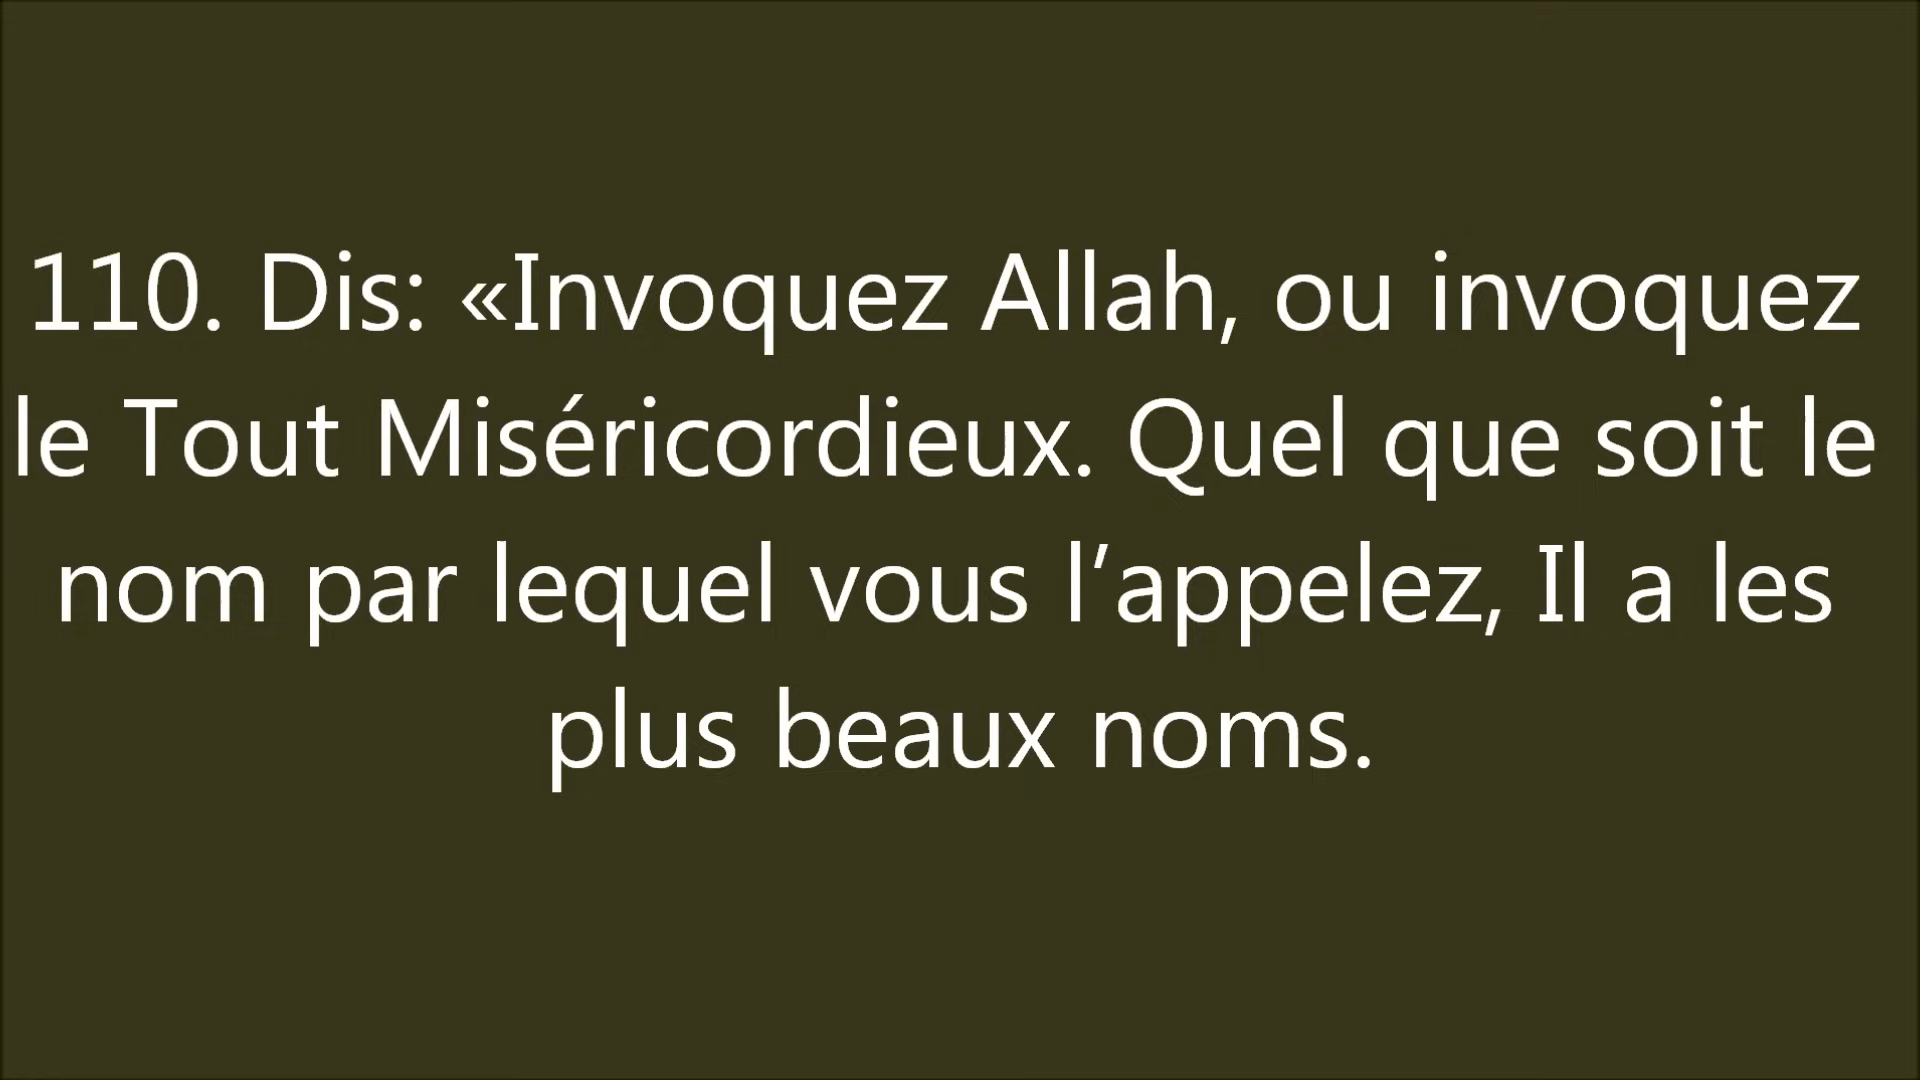 110. Dis: «Invoquez Allah, ou invoquez
le Tout Miséricordieux. Quel que soit le
nom par lequel vous l’appelez, Il a les
plus beaux noms.